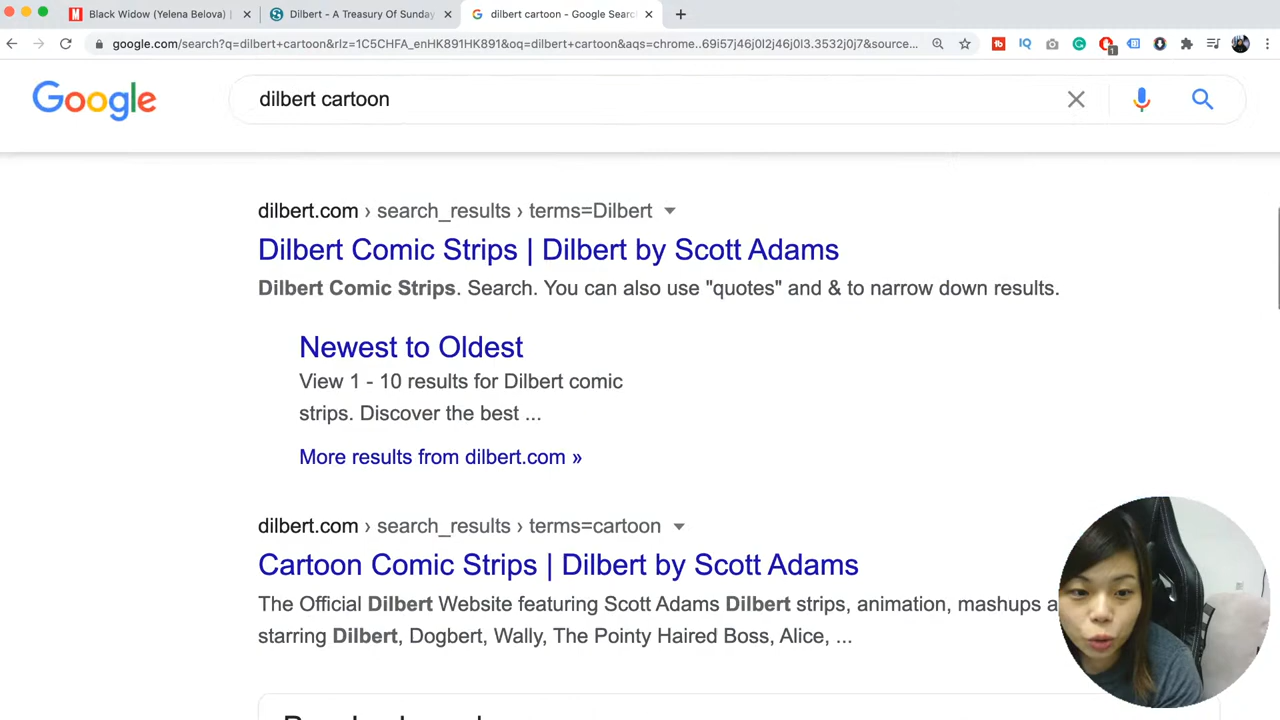 Black Widow (Yelena Belova) |
Dilbert - A Treasury Of Sunday
dilbert cartoon - Google Searc
google.com/search?q=dilbert+cartoon&rlz=1C5CHFA_enHK891HK891&oq=dilbert+cartoon&aqs=chrome..69i57j46j0l2j46j0l3.3532j0j7&source...
Google
dilbert cartoon
dilbert.com › search_results › terms=Dilbert
Dilbert Comic Strips | Dilbert by Scott Adams
Dilbert Comic Strips. Search. You can also use "quotes" and & to narrow down results.
Newest to Oldest
View 1 - 10 results for Dilbert comic
strips. Discover the best ...
More results from dilbert.com »
dilbert.com › search_results › terms=cartoon
Cartoon Comic Strips | Dilbert by Scott Adams
The Official Dilbert Website featuring Scott Adams Dilbert strips, animation, mashups a
starring Dilbert, Dogbert, Wally, The Pointy Haired Boss, Alice, ...